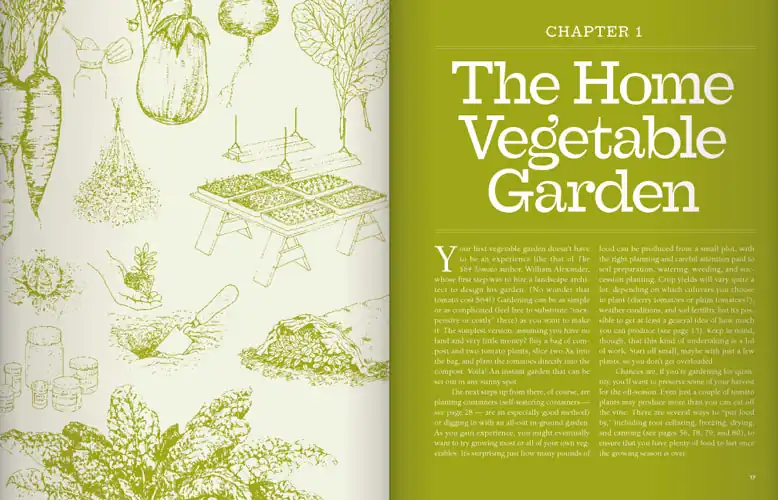 CHAPTER 1
The Home
Vegetable
Garden
Your first vegetable garden doesn't have
to be an experience like that of The
$64 Tomato author, William Alexander,
whose first step was to hire a landscape archi-
tect to design his garden. (No wonder that
tomato cost $64!) Gardening can be as simple
or as complicated (feel free to substitute "inex-
pensive or costly" there) as you want to make
it. The simplest version, assuming you have no
land and very little money? Buy a bag of com-
post and two tomato plants, slice two Xs into
the bag, and plant the tomatoes directly into the
compost. Voilà! An instant garden that can be
set out in any sunny spot.
The next steps up from there, of course, are
planting containers (self-watering containers —
see page 28 — are an especially good method)
or digging in with an all-out in-ground garden.
As you gain experience, you might eventually
want to try growing most or all of your own veg-
etables. It's surprising just how many pounds of
food can be produced from a small plot, with
the right planning and careful attention paid to
soil preparation, watering, weeding, and suc-
cession planting. Crop yields will vary quite a
lot, depending on which cultivars you choose
to plant (cherry tomatoes or plum tomatoes?),
weather conditions, and soil fertility, but it's pos-
sible to get at least a general idea of how much
you can produce (see page 15). Keep in mind,
though, that this kind of undertaking is a lot
of work. Start off small, maybe with just a few
plants, so you don't get overloaded.
Chances are, if you're gardening for quan-
tity, you'll want to preserve some of your harvest
for the off-season. Even just a couple of tomato
plants may produce more than you can eat off
the vine. There are several ways to "put food
by," including root cellaring, freezing, drying,
and canning (see pages 56, 78, 79, and 80), to
ensure that you have plenty of food to last once
the growing season is over.